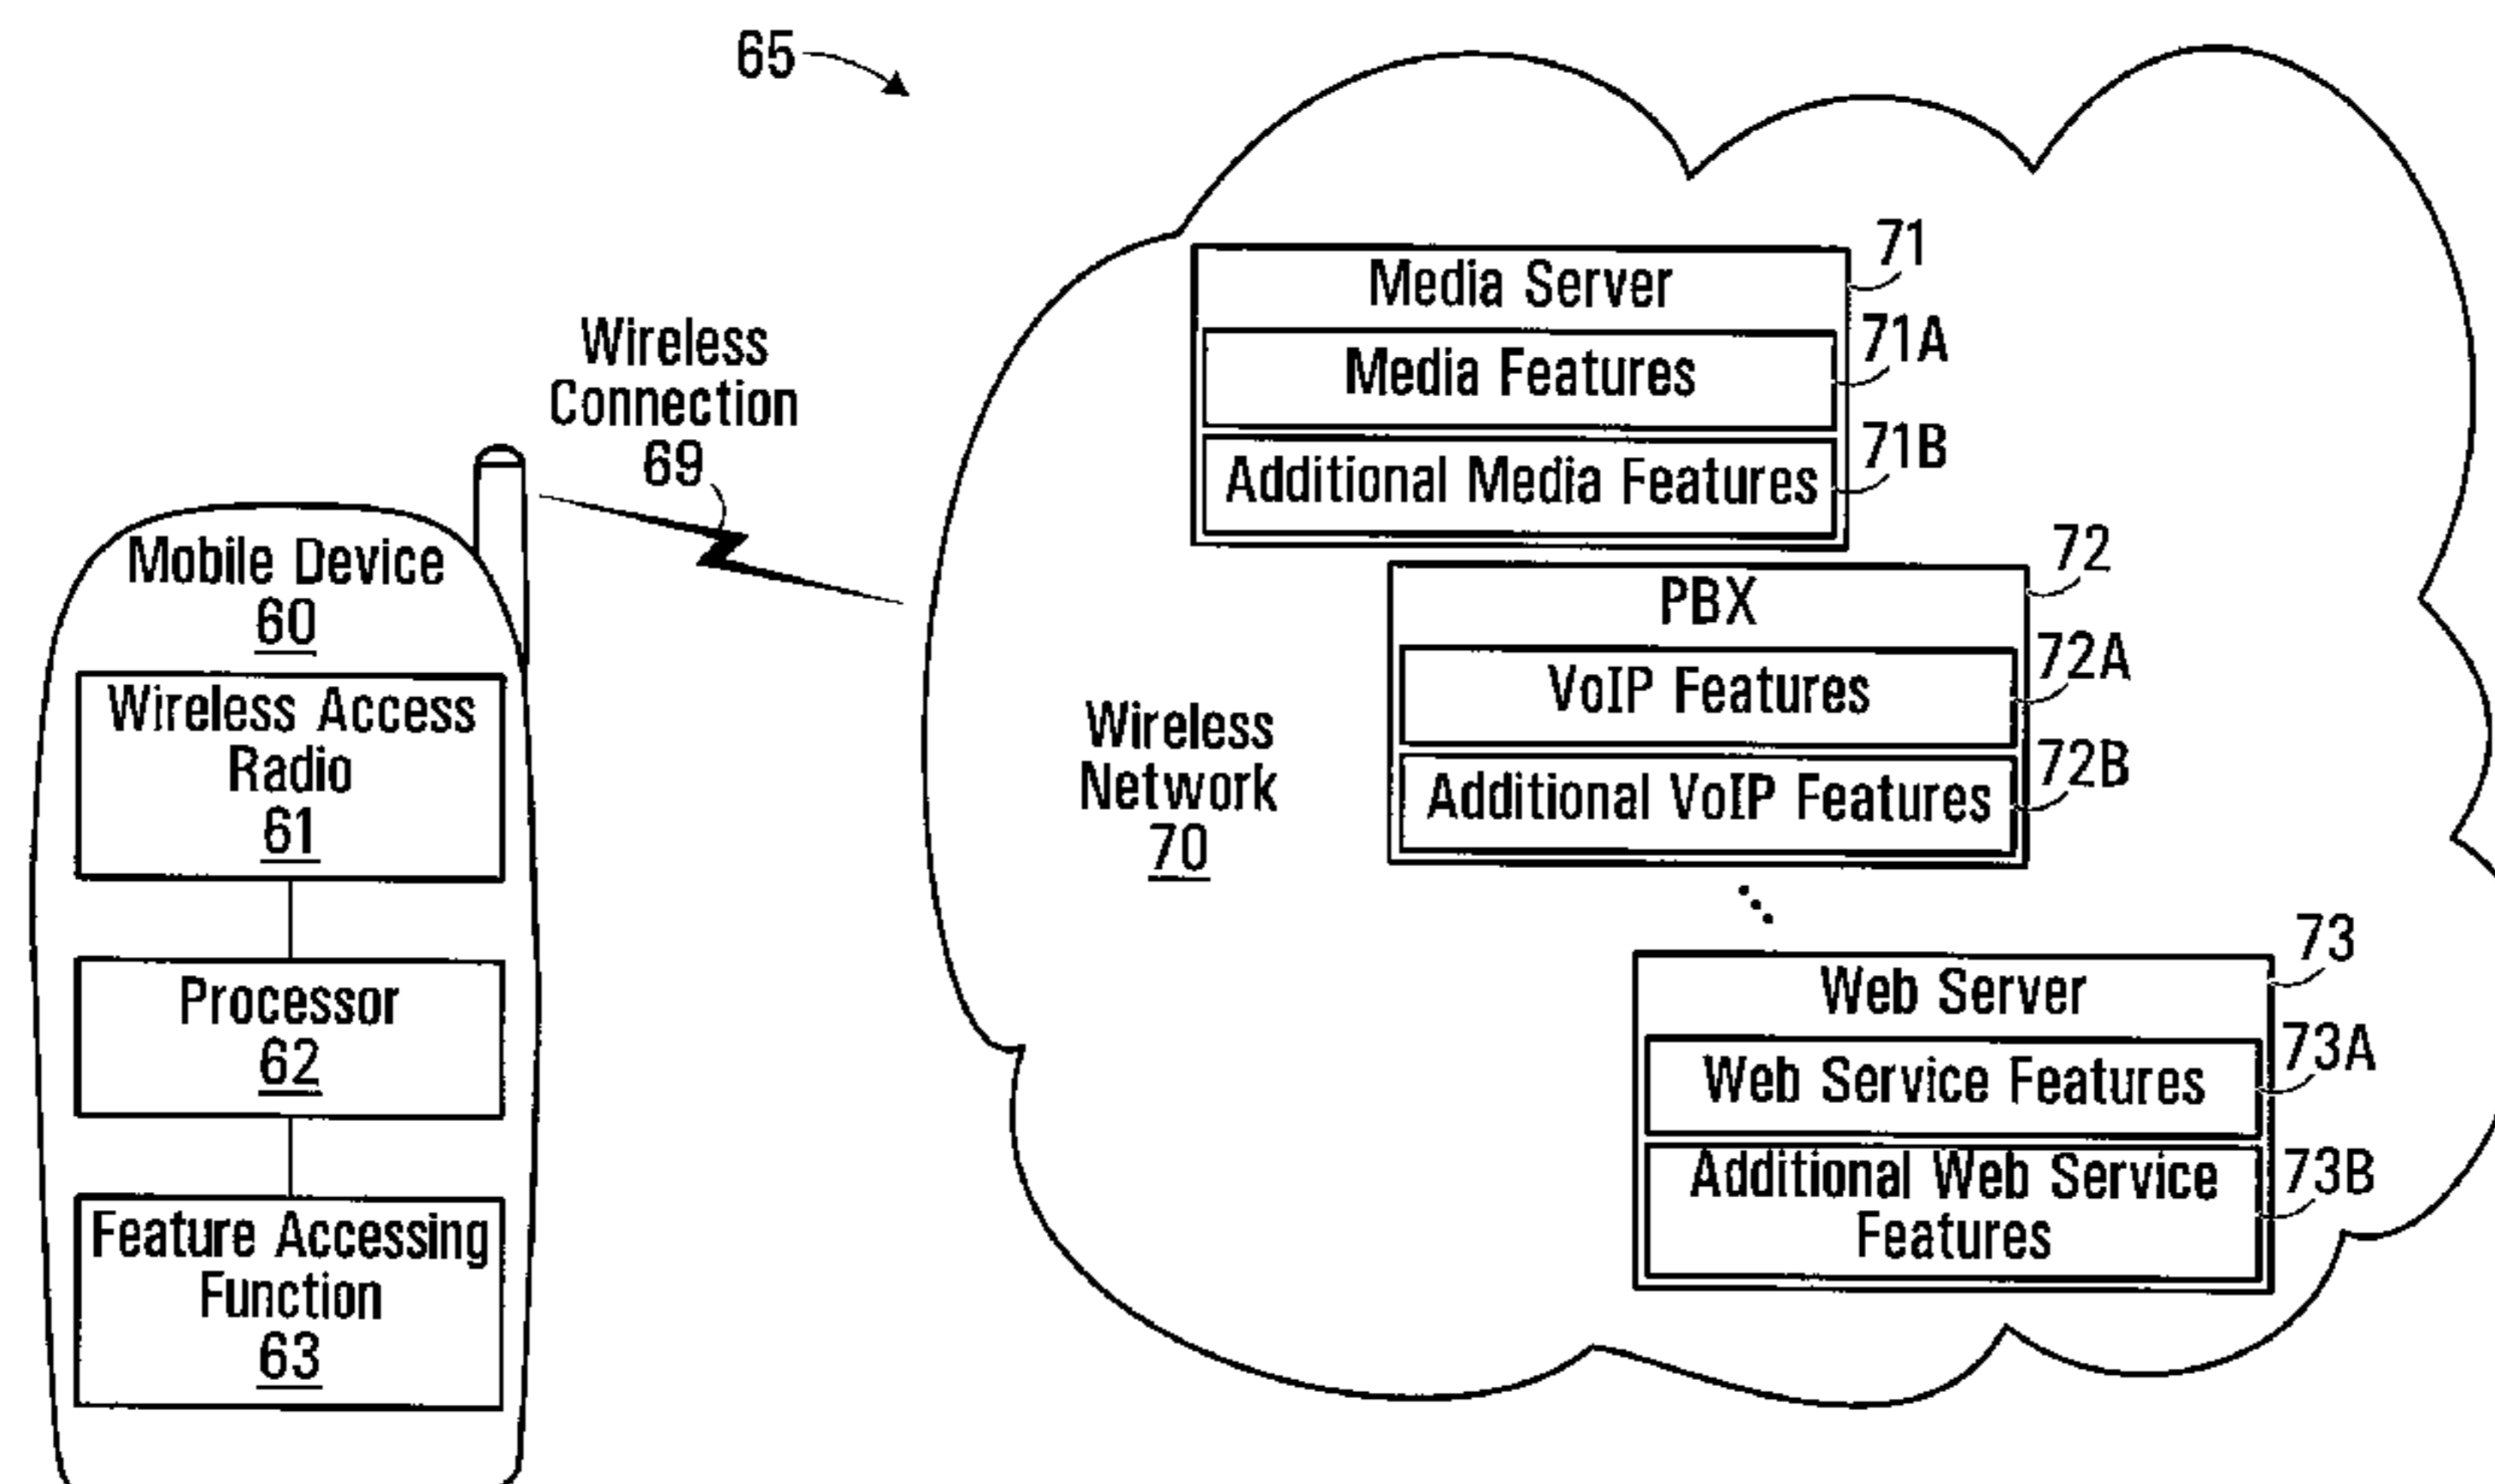 65
Wireless
Connection
69
Mobile Device
60
Wireless Access
Radio
61
Processor
62
Feature Accessing
Function
63
Wireless
Network
70
Media Server
71
Media Features
71A
Additional Media Features
71B
PBX
72
VoIP Features
72A
Additional VoIP Features
72B
Web Server
73
Web Service Features
73A
Additional Web Service
Features
73B